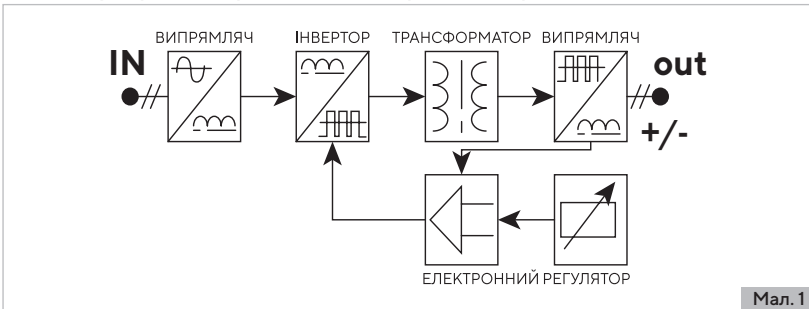 ВИПРЯМЛЯЧ ІНВЕРТОР ТРАНСФОРМАТОР ВИПРЯМЛЯЧ
IN out
+/-
ЕЛЕКТРОННИЙ РЕГУЛЯТОР
Мал. 1